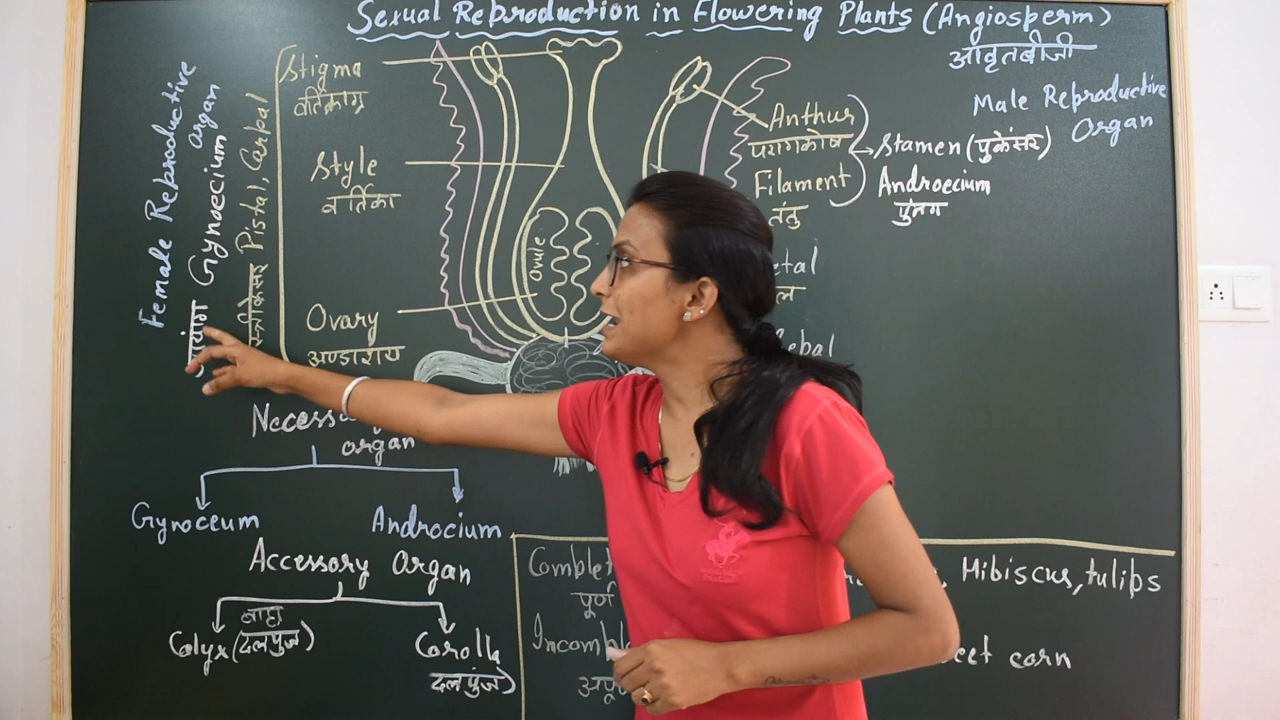 Sexual Reproduction in Flowering Plants (Angiosperm)
आवृतबीजी
Female Reproductive
organ
Gynoecium
स्त्रीकेसर Pistal, Carpal
Stigma
वर्तिकाग्र
Style
वर्तिका
Ovary
अण्डाशय
Ovule
Anthur
परागकोष
Filament
तंतु
Stamen (पुंकेसर)
Androecium
पुमंग
Male Reproductive
Organ
organ
Gynoceum
Androcium
Accessory Organ
Calyx (बाह्य दलपुंज)
Corolla
दलपुंज)
पूर्ण
Hibiscus, tulips
corn